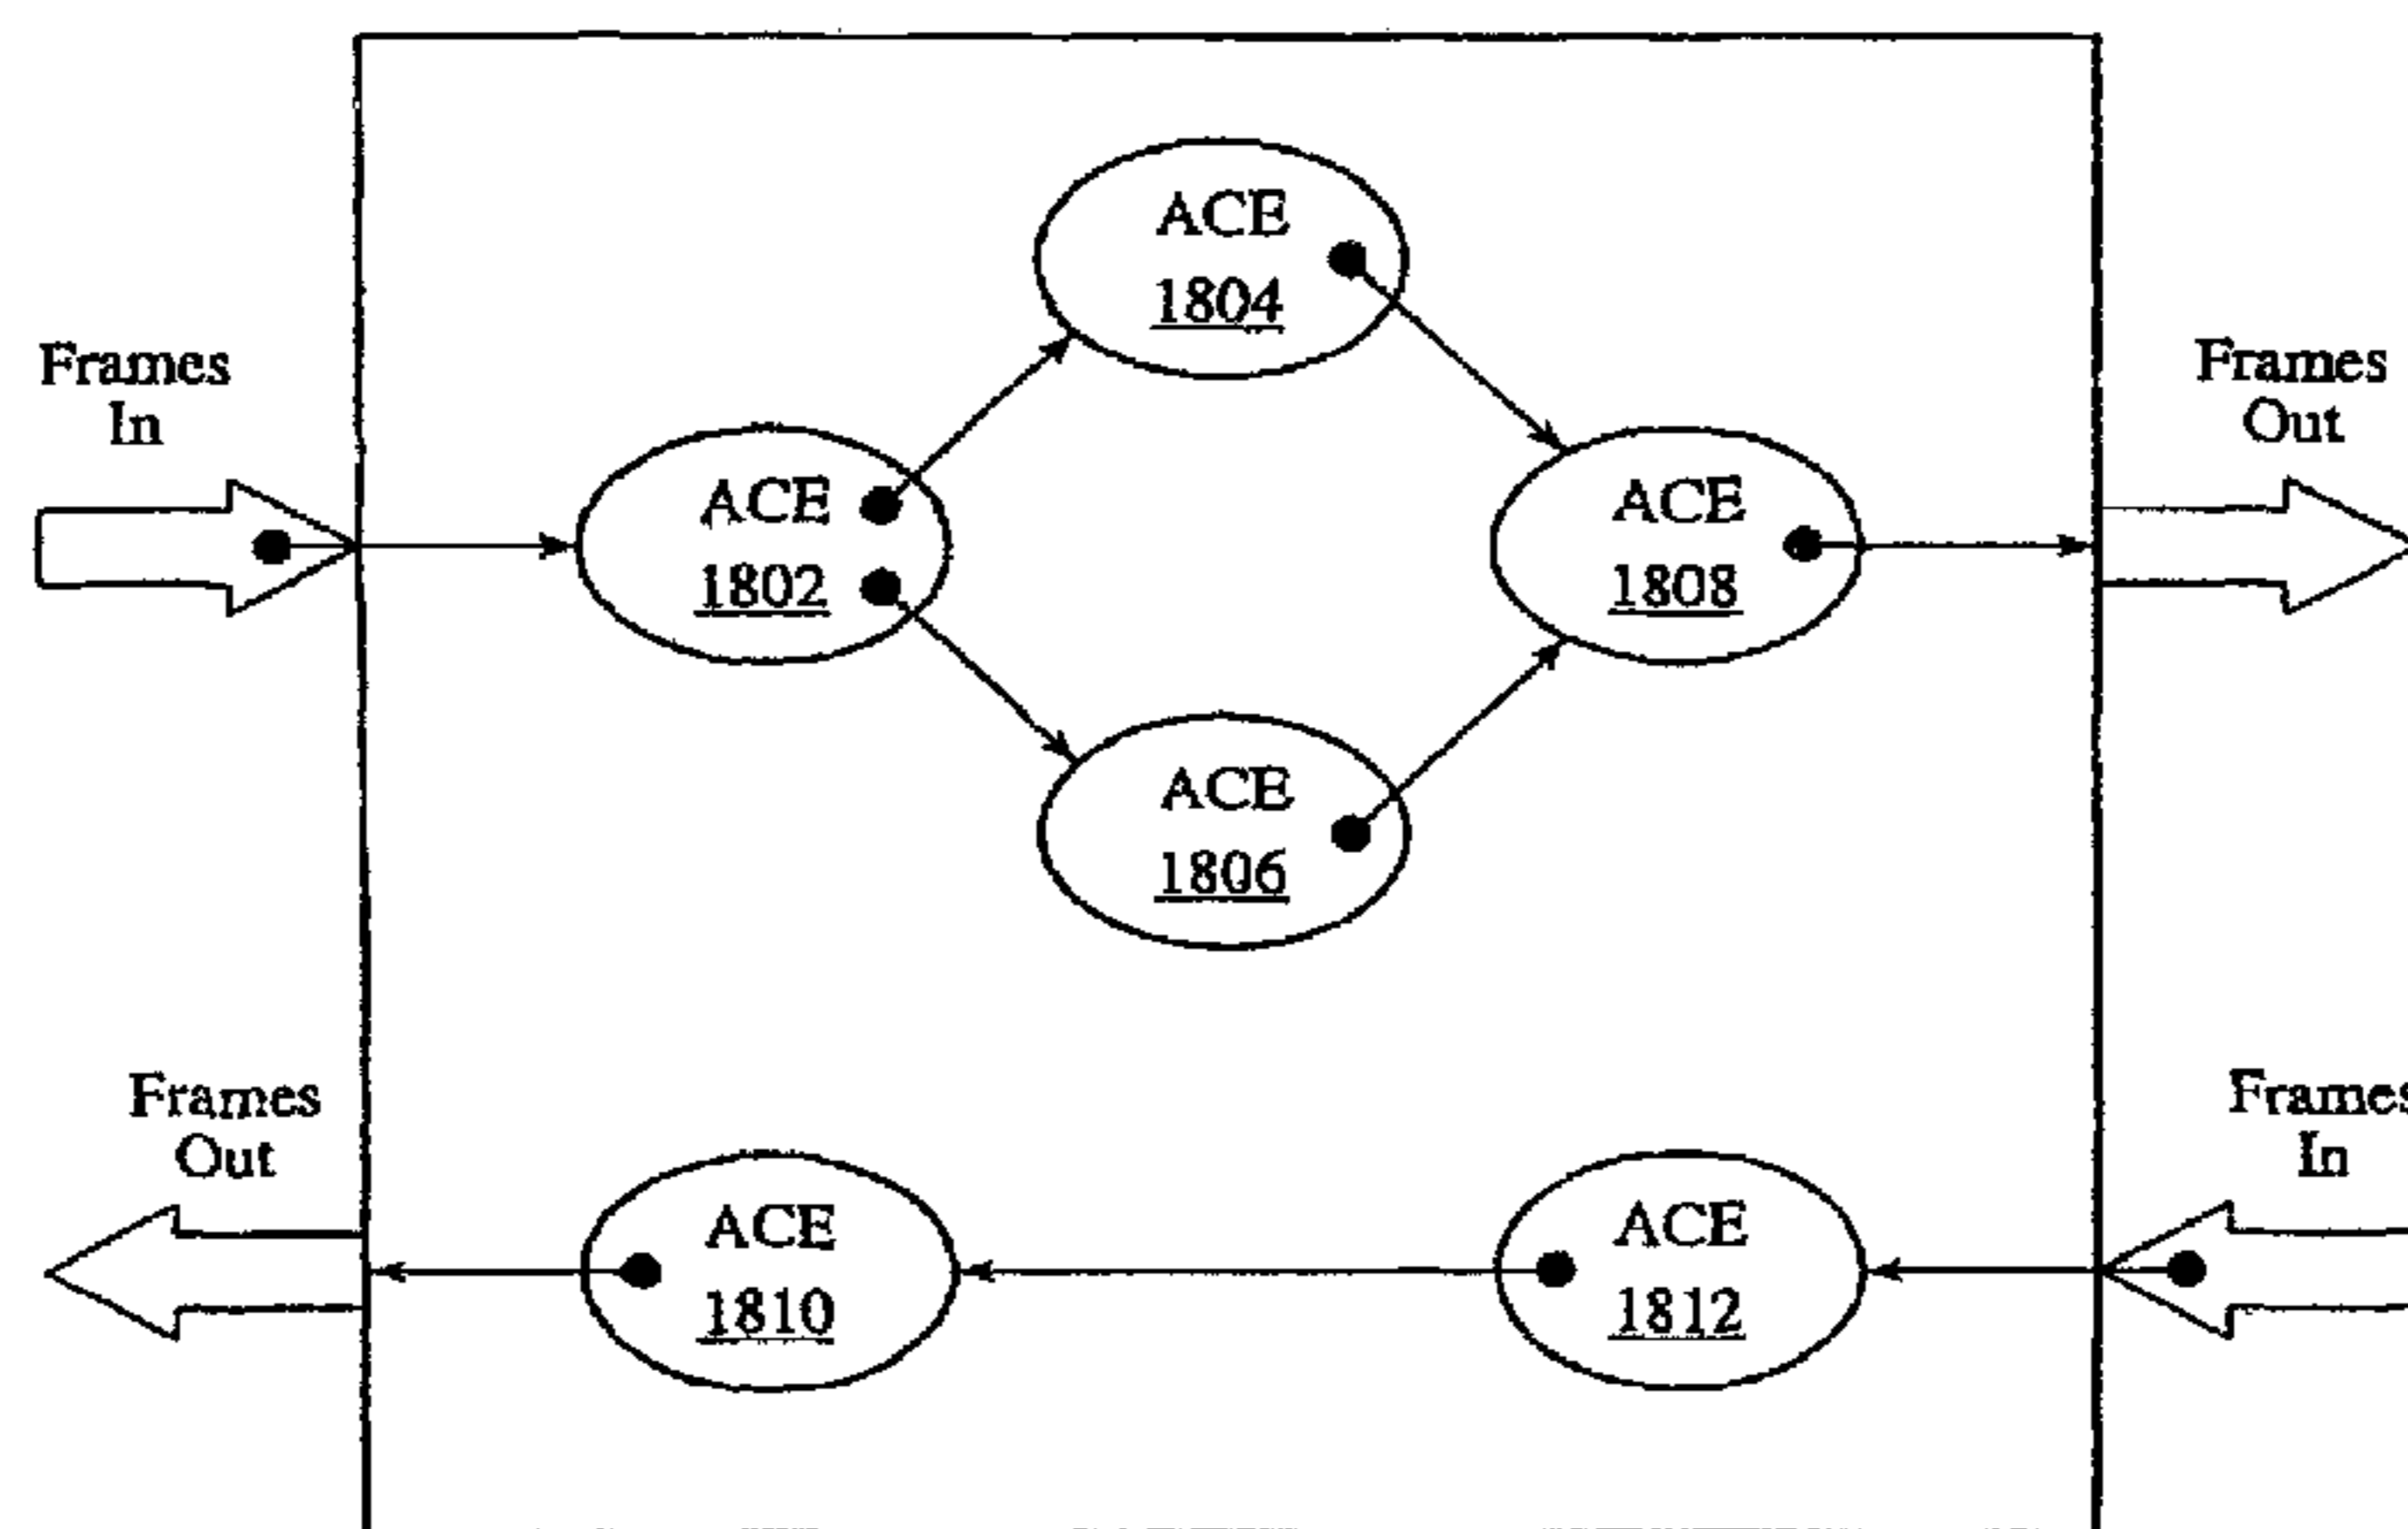 ACE
1804
Frames
In
Frames
Out
ACE
1802
ACE
1808
ACE
1806
Frames
Out
Frames
In
ACE
1810
ACE
1812